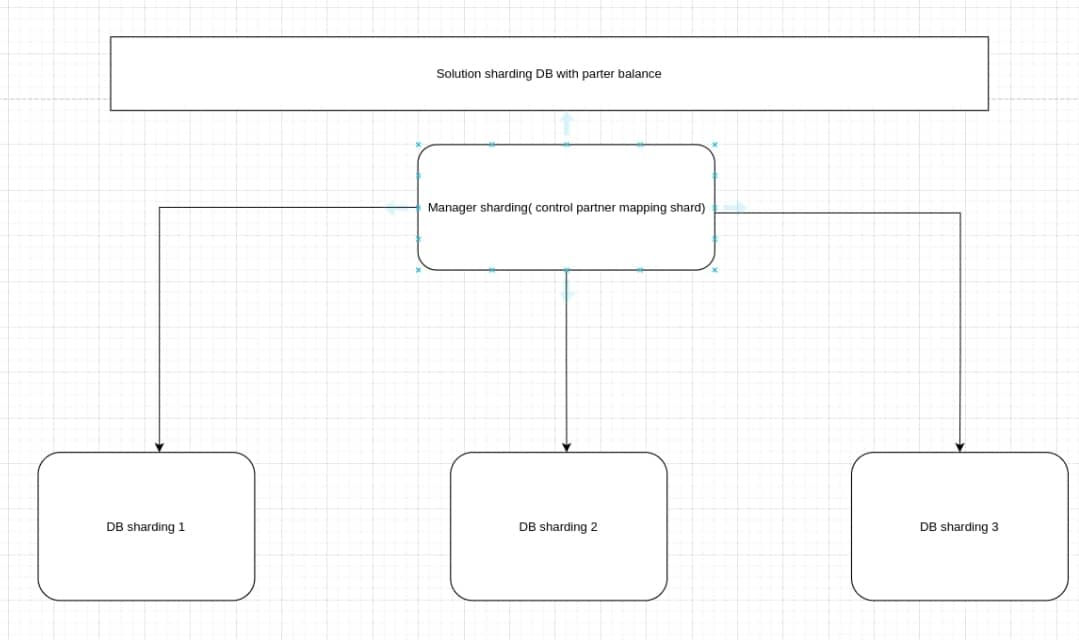 Solution sharding DB with parter balance
Manager sharding( control partner mapping shard)
DB sharding 1
DB sharding 2
DB sharding 3